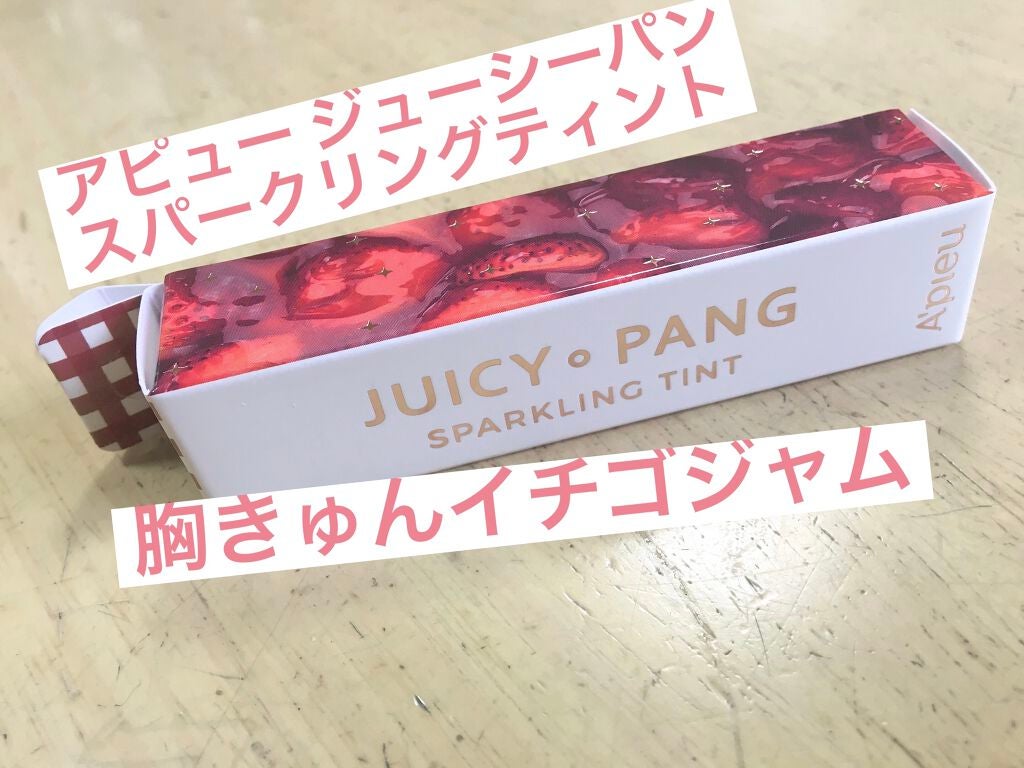 アピュー ジューシーパン
スパークリングティント
JUICY • PANG
SPARKLING TINT
A'pieu
胸きゅんイチゴジャム